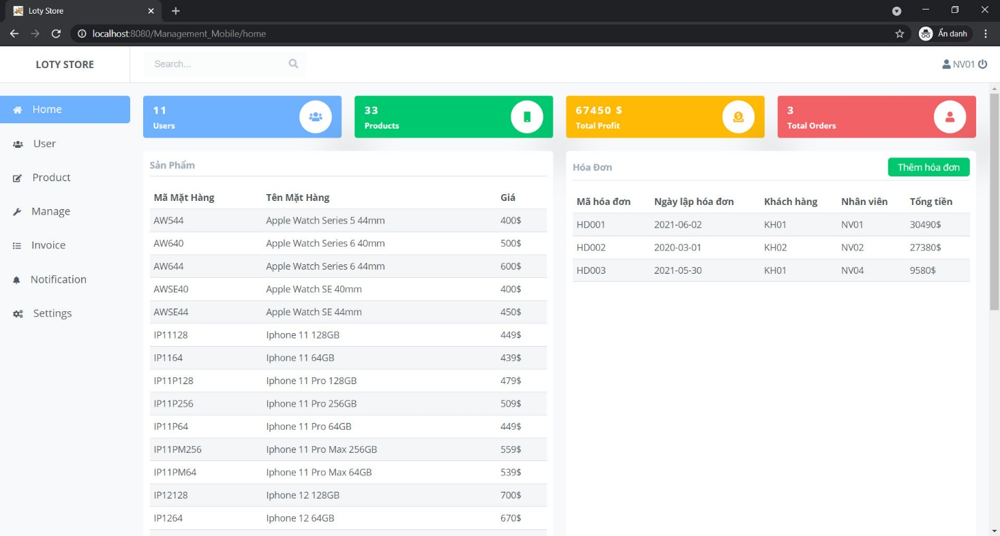 Loty Store
localhost:8080/Management_Mobile/home
Ẩn danh
LOTY STORE
Search...
NV01
Home
User
Product
Manage
Invoice
Notification
Settings
11
Users
33
Products
67450 $
Total Profit
3
Total Orders
Sản Phẩm
Mã Mặt Hàng Tên Mặt Hàng Giá
AW544 Apple Watch Series 5 44mm 400$
AW640 Apple Watch Series 6 40mm 500$
AW644 Apple Watch Series 6 44mm 600$
AWSE40 Apple Watch SE 40mm 400$
AWSE44 Apple Watch SE 44mm 450$
IP11128 Iphone 11 128GB 449$
IP1164 Iphone 11 64GB 439$
IP11P128 Iphone 11 Pro 128GB 479$
IP11P256 Iphone 11 Pro 256GB 509$
IP11P64 Iphone 11 Pro 64GB 449$
IP11PM256 Iphone 11 Pro Max 256GB 559$
IP11PM64 Iphone 11 Pro Max 64GB 539$
IP12128 Iphone 12 128GB 700$
IP1264 Iphone 12 64GB 670$
Hóa Đơn
Thêm hóa đơn
Mã hóa đơn Ngày lập hóa đơn Khách hàng Nhân viên Tổng tiền
HD001 2021-06-02 KH01 NV01 30490$
HD002 2020-03-01 KH02 NV02 27380$
HD003 2021-05-30 KH01 NV04 9580$